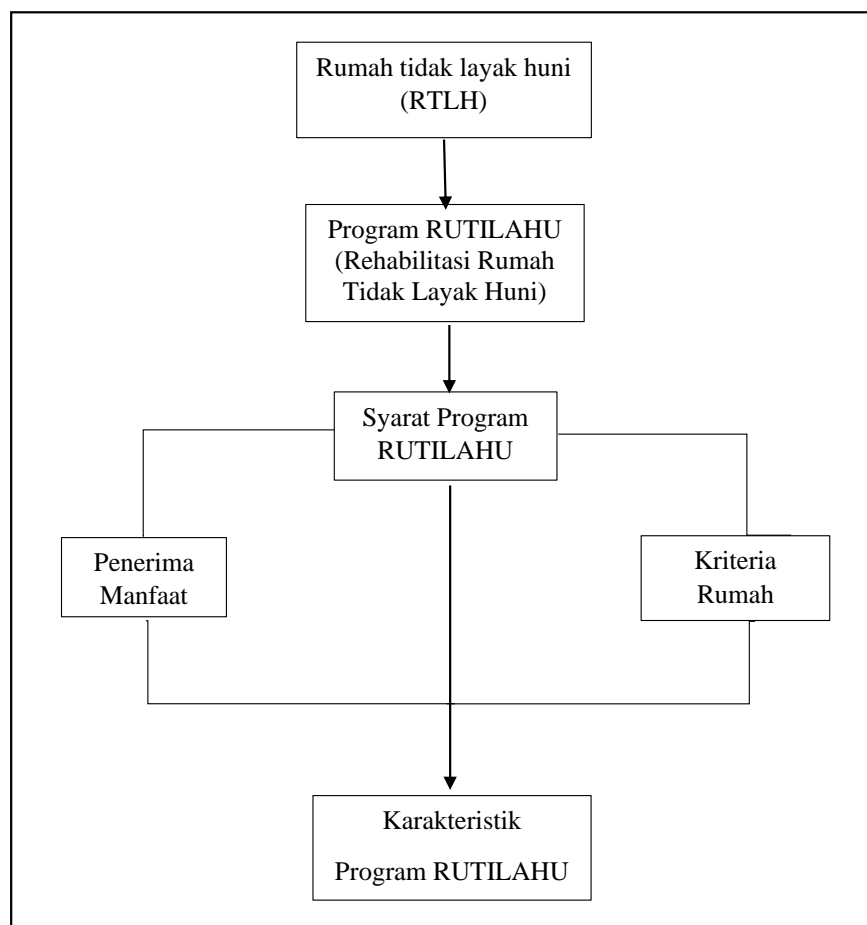 Rumah tidak layak huni
(RTLH)
Program RUTILAHU
(Rehabilitasi Rumah
Tidak Layak Huni)
Syarat Program
RUTILAHU
Penerima
Manfaat
Kriteria
Rumah
Karakteristik
Program RUTILAHU